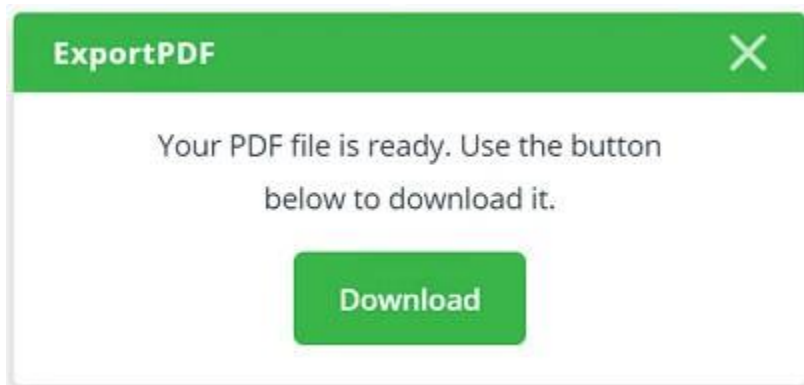 ExportPDF
Your PDF file is ready. Use the button
below to download it.
Download